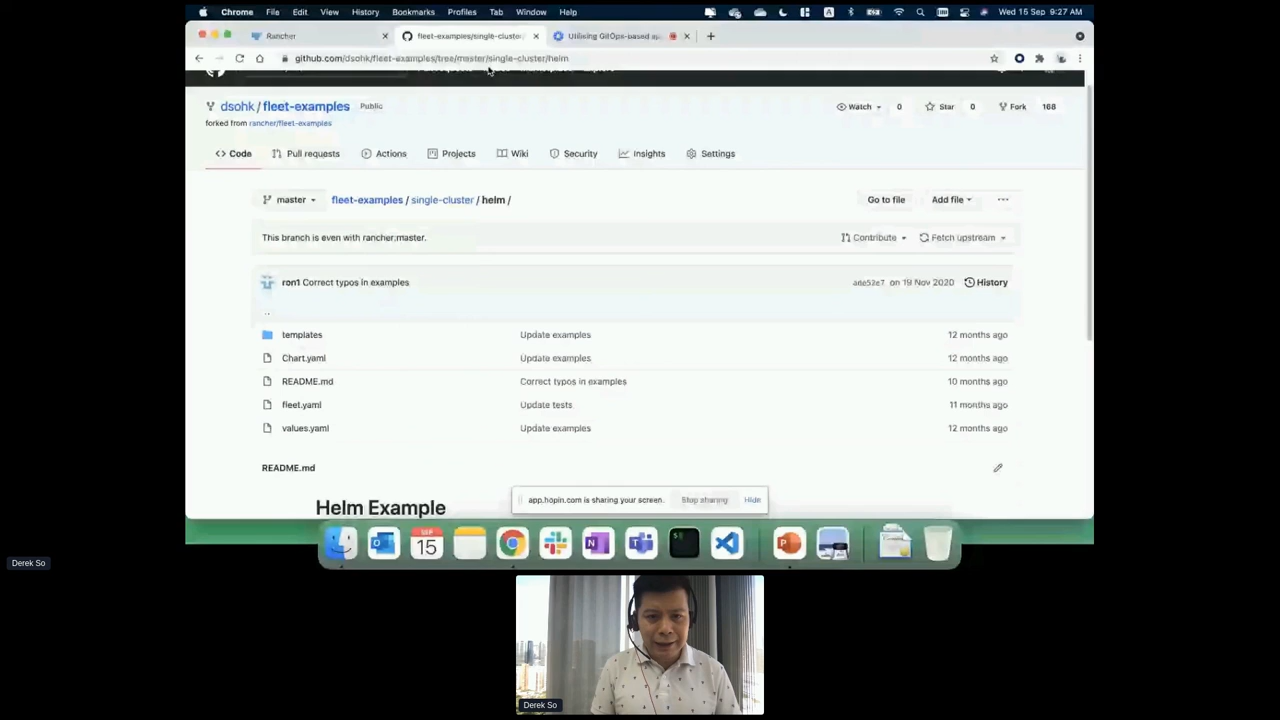 Chrome File Edit View History Bookmarks Profiles Tab Window Help Wed 15 Sep 9:27 AM
Rancher fleet-examples/single-cluster/ Utilising GitOps-based ap
github.com/dsohk/fleet-examples/tree/master/single-cluster/helm
dsohk / fleet-examples Public Watch 0 Star 0 Fork 168
forked from rancher/fleet-examples
Code Pull requests Actions Projects Wiki Security Insights Settings
master fleet-examples / single-cluster / helm / Go to file Add file
This branch is even with rancher:master. Contribute Fetch upstream
ron1 Correct typos in examples on 19 Nov 2020 History
..
templates Update examples 12 months ago
Chart.yaml Update examples 12 months ago
README.md Correct typos in examples 10 months ago
fleet.yaml Update tests 11 months ago
values.yaml Update examples 12 months ago
README.md
app.hopin.com is sharing your screen. Stop sharing Hide
Helm Example
SEP
15
Derek So
Derek So